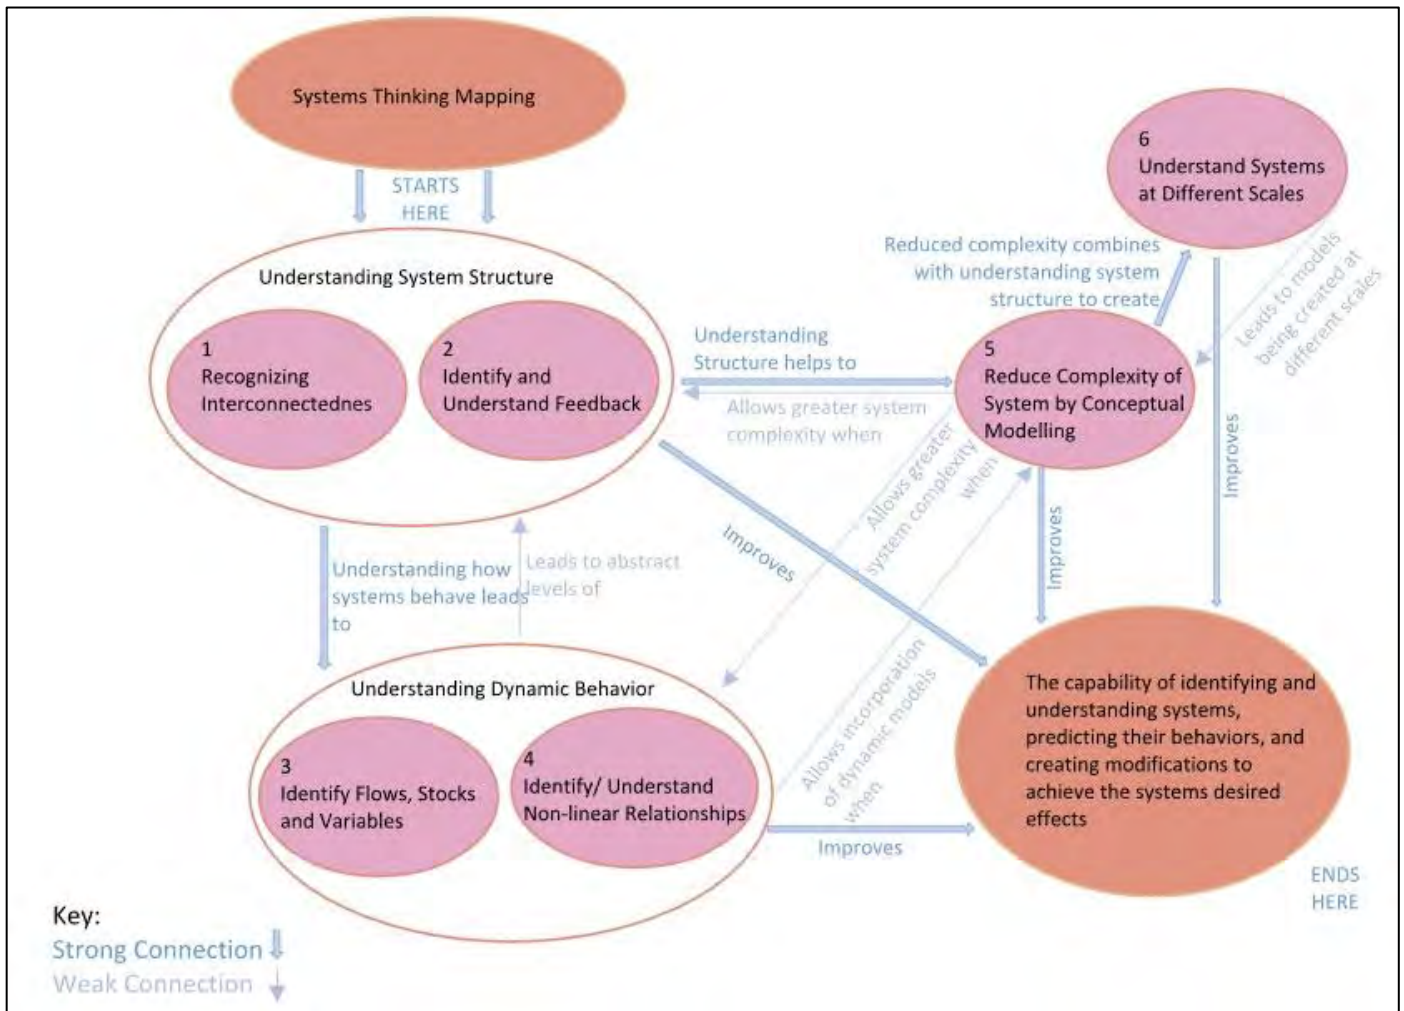 Systems Thinking Mapping
STARTS
HERE
Understanding System Structure
1
Recognizing
Interconnectednes
2
Identify and
Understand Feedback
Understanding
Structure helps to
Allows greater system
complexity when
5
Reduce Complexity of
System by Conceptual
Modelling
Reduced complexity combines
with understanding system
structure to create
6
Understand Systems
at Different Scales
Leads to models
being created at
different scales
Improves
Improves
Improves
Allows greater
system complexity
when
Understanding how
systems behave leads
to
Leads to abstract
levels of
Understanding Dynamic Behavior
3
Identify Flows, Stocks
and Variables
4
Identify/ Understand
Non-linear Relationships
Allows incorporation
of dynamic models
when
Improves
The capability of identifying and
understanding systems,
predicting their behaviors, and
creating modifications to
achieve the systems desired
effects
ENDS
HERE
Key:
Strong Connection
Weak Connection